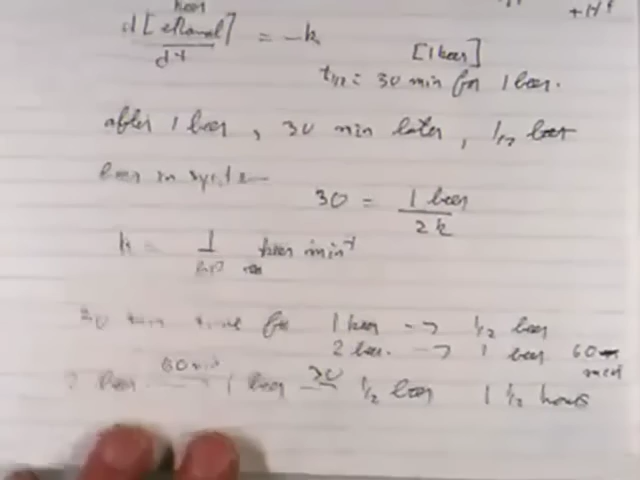 beer
+H+
d[ethanol]/dt = -k
[1 beer]
t1/2 = 30 min for 1 beer.
after 1 beer, 30 min later, 1/2 beer
beer in system
30 = 1 beer / 2k
k = 1 beer min-1
30 min time for 1 beer -> 1/2 beer
2 beer. -> 1 beer 60 min
2 beer 60 min 1 beer 30 1/2 beer 1 1/2 hours